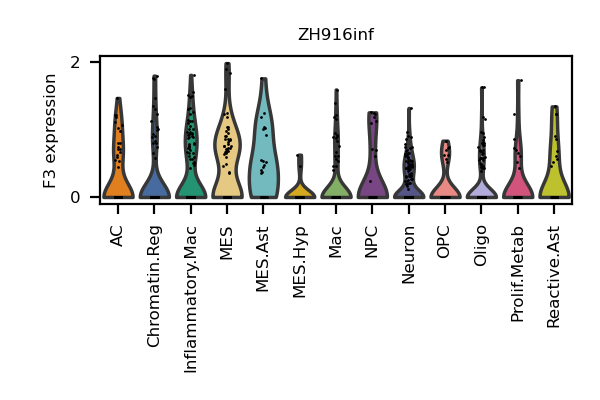 ZH916inf
F3 expression
2
0
AC
Chromatin.Reg
Inflammatory.Mac
MES
MES.Ast
MES.Hyp
Mac
NPC
Neuron
OPC
Oligo
Prolif.Metab
Reactive.Ast